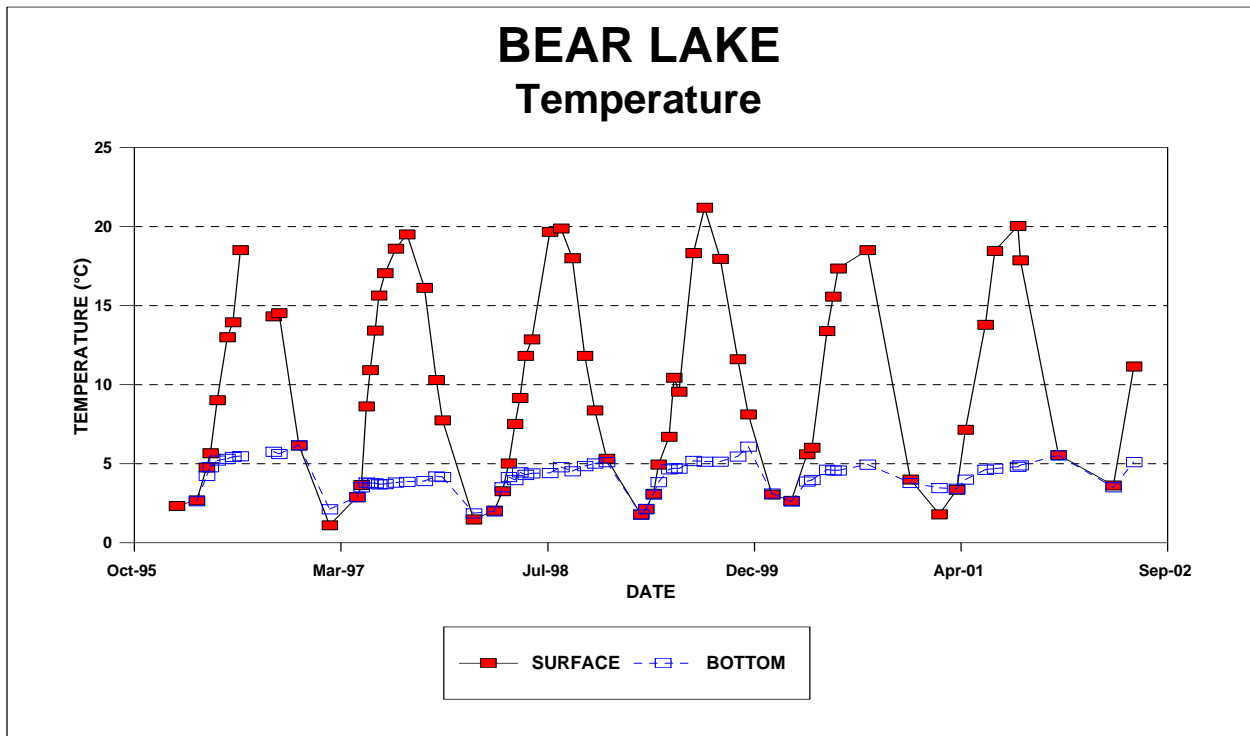 BEAR LAKE
Temperature
TEMPERATURE (°C)
25
20
15
10
5
0
Oct-95 Mar-97 Jul-98 Dec-99 Apr-01 Sep-02
DATE
SURFACE BOTTOM